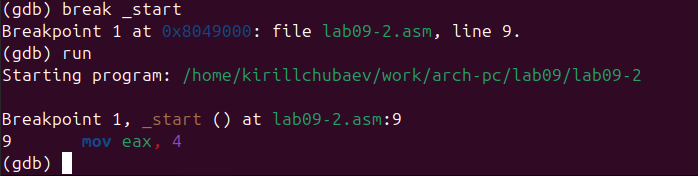 (gdb) break _start
Breakpoint 1 at 0x8049000: file lab09-2.asm, line 9.
(gdb) run
Starting program: /home/kirillchubaev/work/arch-pc/lab09/lab09-2
Breakpoint 1, _start () at lab09-2.asm:9
9       mov eax, 4
(gdb)